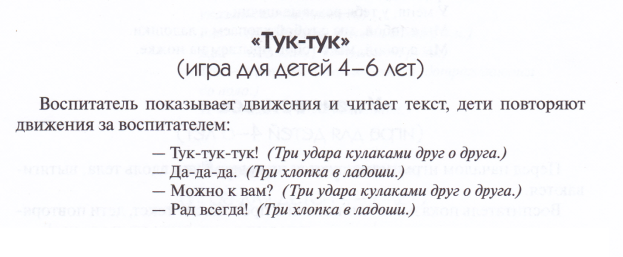 «Тук-тук»
(игра для детей 4–6 лет)
Воспитатель показывает движения и читает текст, дети повторяют
движения за воспитателем:
— Тук-тук-тук! (Три удара кулаками друг о друга.)
— Да-да-да. (Три хлопка в ладоши.)
— Можно к вам? (Три удара кулаками друг о друга.)
— Рад всегда! (Три хлопка в ладоши.)